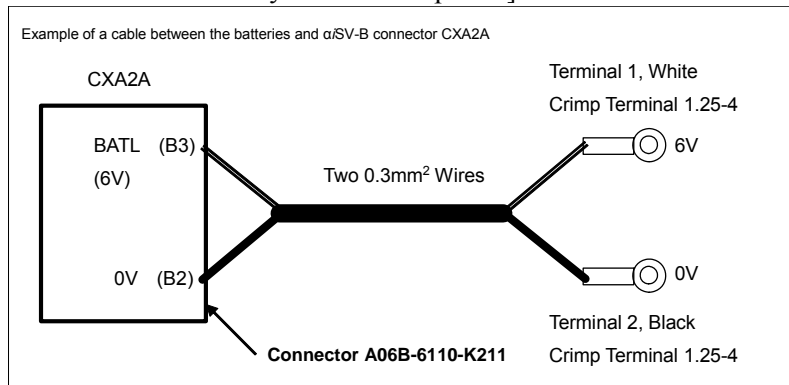 Example of a cable between the batteries and αiSV-B connector CXA2A
CXA2A
Terminal 1, White
Crimp Terminal 1.25-4
BATL (B3)
(6V)
6V
Two 0.3mm² Wires
0V (B2)
0V
Connector A06B-6110-K211
Terminal 2, Black
Crimp Terminal 1.25-4